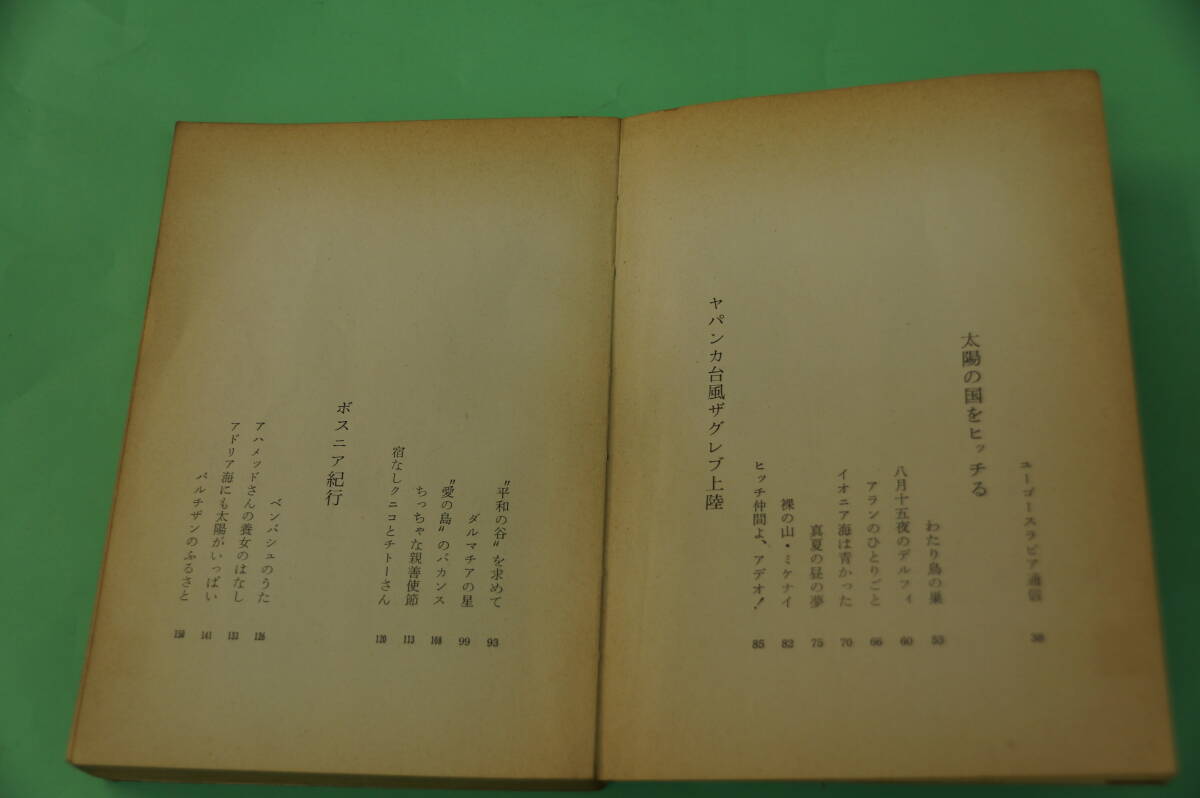 ユーゴースラビア通信 38
太陽の国をヒッチる
わたり鳥の巣 53
八月十五夜のデルフィ 60
アランのひとりごと 66
イオニア海は青かった 70
真夏の昼の夢 75
裸の山・ミケナイ 82
ヒッチ仲間よ、アデオ! 85
ヤパンカ台風ザグレブ上陸
〝平和の谷〟を求めて 93
ダルマチアの星 99
〝愛の島〟のバカンス 108
ちっちゃな親善使節 113
宿なしクニコとチトーさん 120
ボスニア紀行
ベンバシュのうた 126
アハメッドさんの養女のはなし 133
アドリア海にも太陽がいっぱい 141
パルチザンのふるさと 150